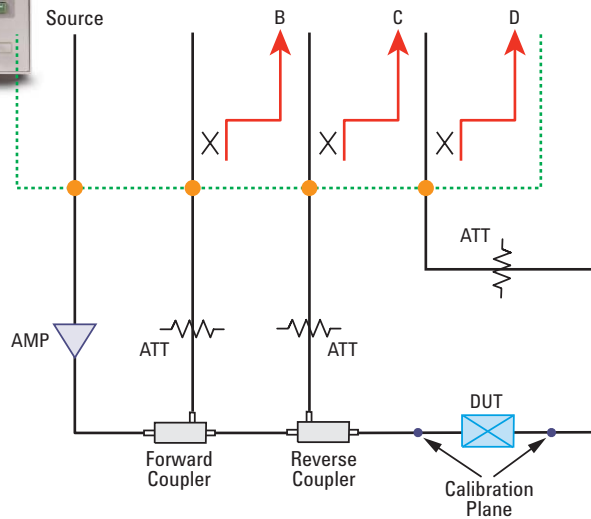 Source
B
C
D
X
X
X
ATT
AMP
ATT
ATT
DUT
Forward
Coupler
Reverse
Coupler
Calibration
Plane